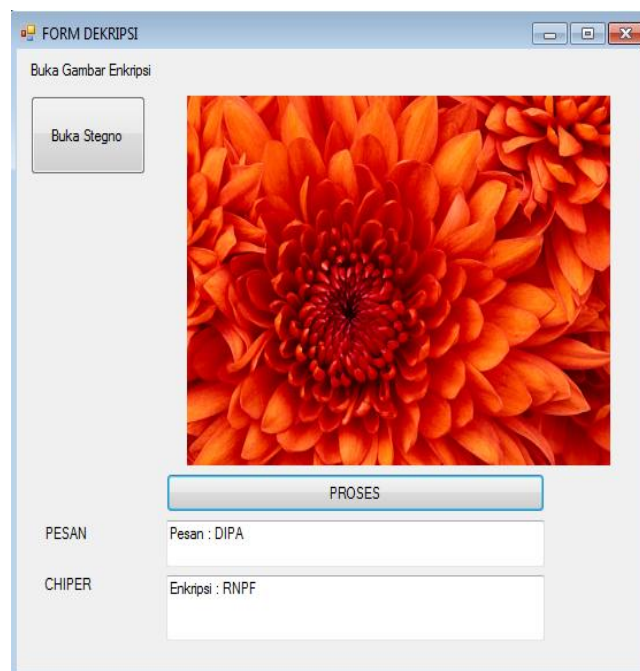 FORM DEKRIPSI
Buka Gambar Enkripsi
Buka Stegno
PROSES
PESAN
Pesan : DIPA
CHIPER
Enkripsi : RNPF